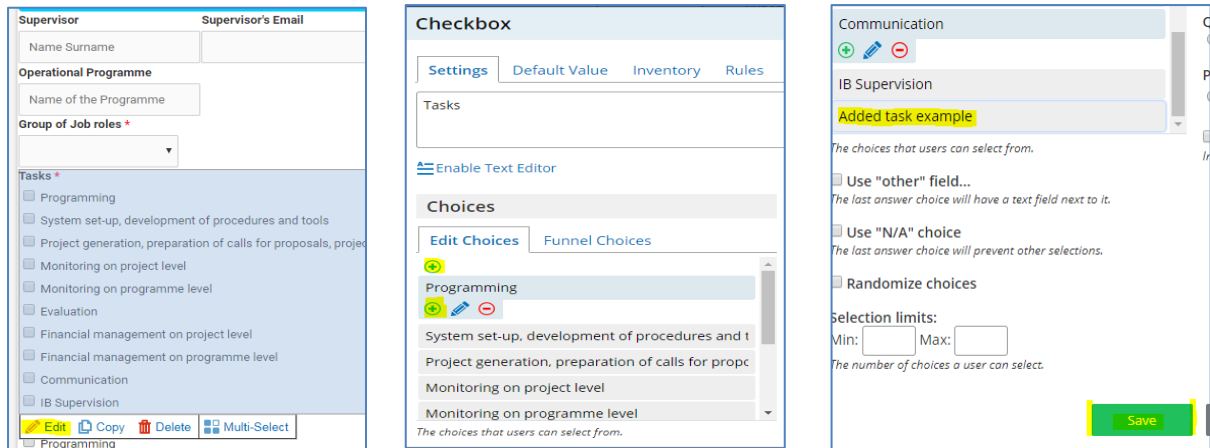 Supervisor Supervisor's Email
Name Surname
Operational Programme
Name of the Programme
Group of Job roles *
Tasks *
Programming
System set-up, development of procedures and tools
Project generation, preparation of calls for proposals, projec
Monitoring on project level
Monitoring on programme level
Evaluation
Financial management on project level
Financial management on programme level
Communication
IB Supervision
Edit Copy Delete Multi-Select
Programming
Checkbox
Settings Default Value Inventory Rules
Tasks
Enable Text Editor
Choices
Edit Choices Funnel Choices
Programming
System set-up, development of procedures and t
Project generation, preparation of calls for propo
Monitoring on project level
Monitoring on programme level
The choices that users can select from.
Communication
IB Supervision
Added task example
The choices that users can select from.
Use "other" field...
The last answer choice will have a text field next to it.
Use "N/A" choice
The last answer choice will prevent other selections.
Randomize choices
Selection limits:
Min: Max:
The number of choices a user can select.
Save